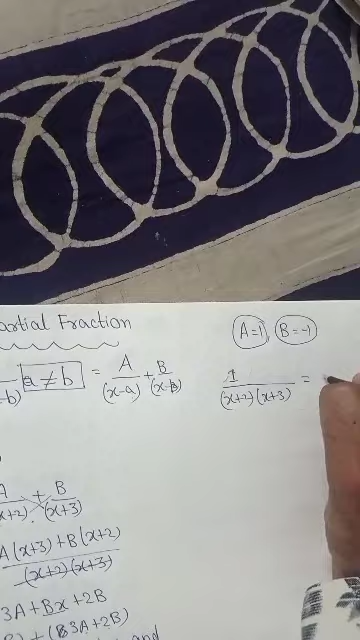 artial Fraction
A=1, B=-1
-b) a ≠ b = A/(x-a) + B/(x-b)
1/(x+2)(x+3) =
A/(x+2) + B/(x+3)
A(x+3)+B(x+2)
(x+2)(x+3)
3A+Bx+2B
(3A+2B)
and